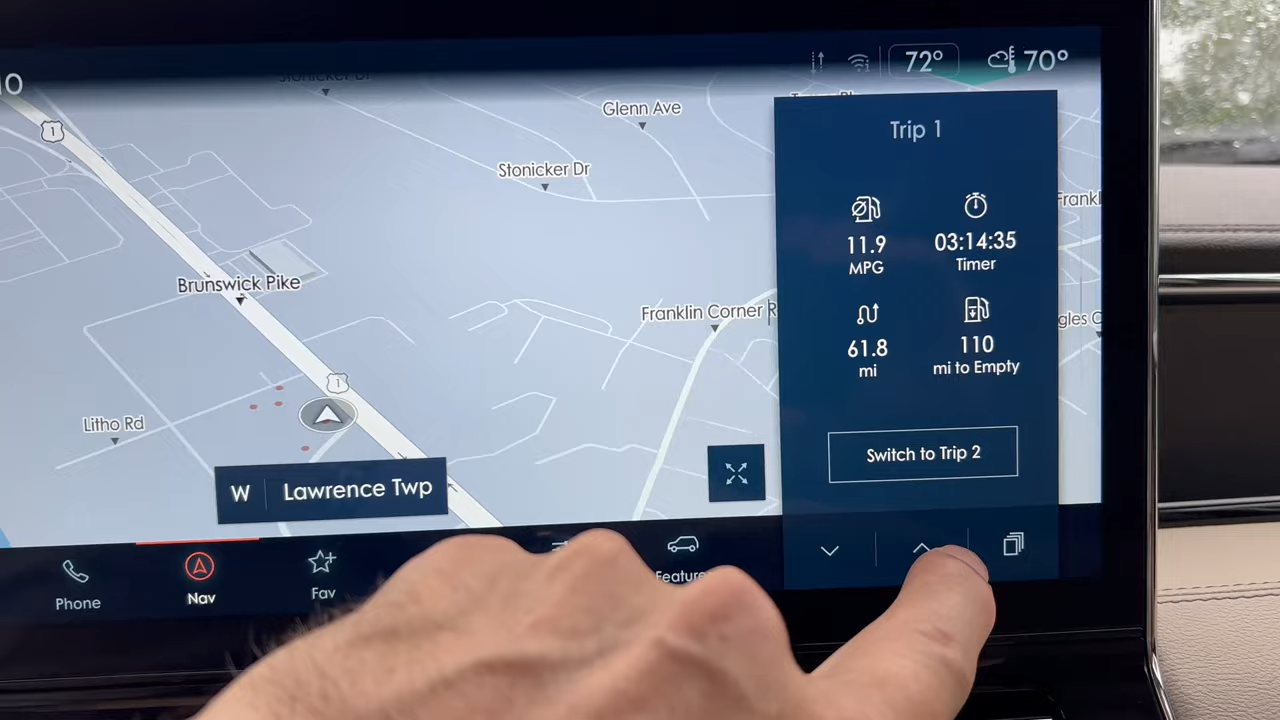 72° 70°
Glenn Ave
1
Stonicker Dr
Trip 1
Brunswick Pike
11.9
MPG
03:14:35
Timer
Franklin Corner R
61.8
mi
110
mi to Empty
1
Litho Rd
Switch to Trip 2
W Lawrence Twp
Phone
Nav
Fav
Feature